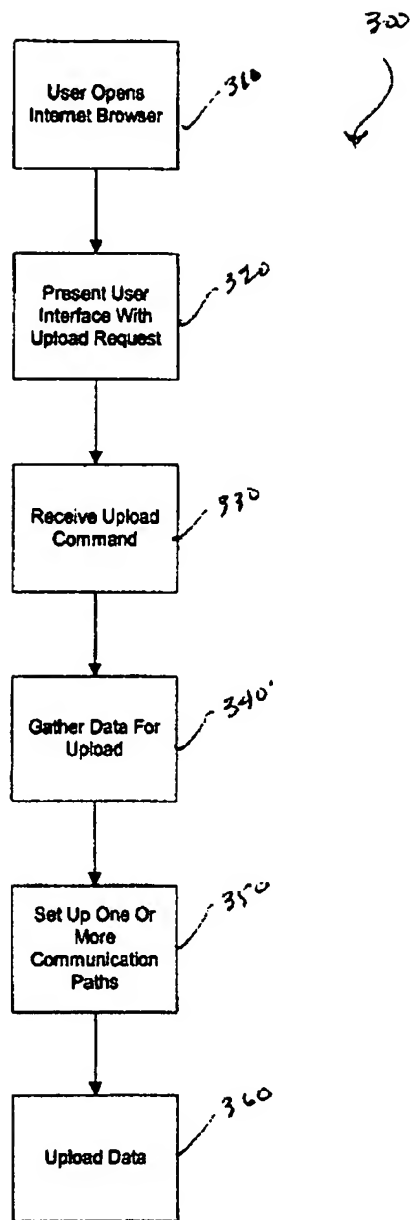 300
User Opens
Internet Browser
310
Present User
Interface With
Upload Request
320
Receive Upload
Command
330
Gather Data For
Upload
340
Set Up One Or
More
Communication
Paths
350
Upload Data
360